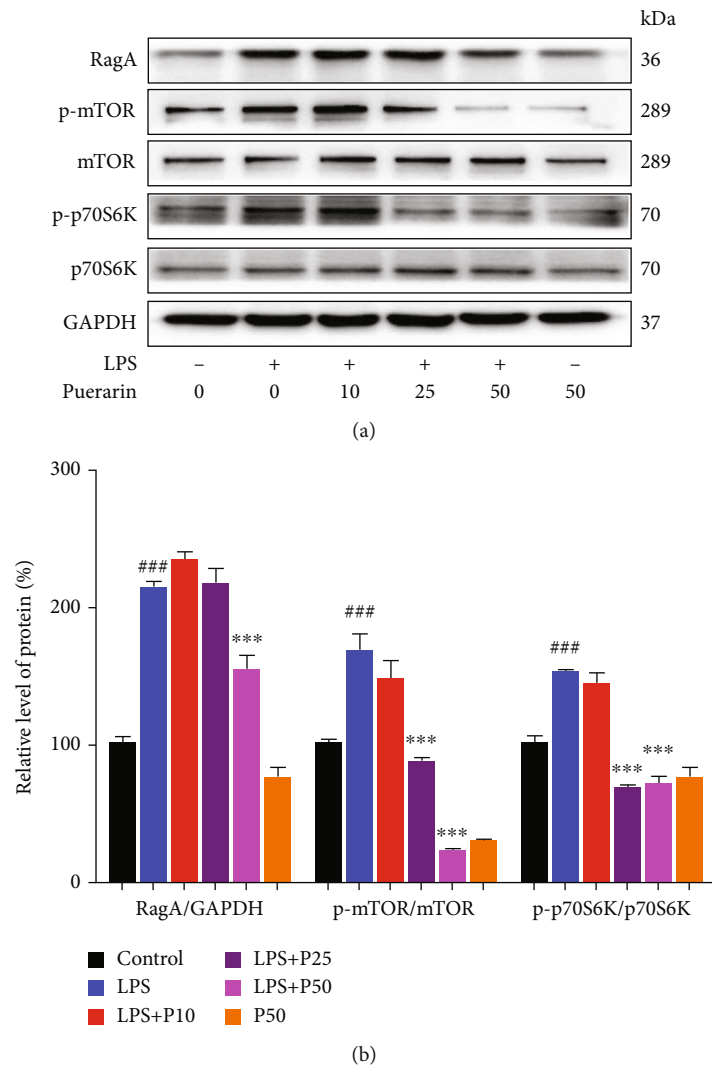 kDa
RagA 36
p-mTOR 289
mTOR 289
p-p70S6K 70
p70S6K 70
GAPDH 37
LPS – + + + + –
Puerarin 0 0 10 25 50 50
(a)
300
200
100
0
Relative level of protein (%)
###
***
###
***
***
###
***
***
RagA/GAPDH p-mTOR/mTOR p-p70S6K/p70S6K
Control LPS+P25
LPS LPS+P50
LPS+P10 P50
(b)